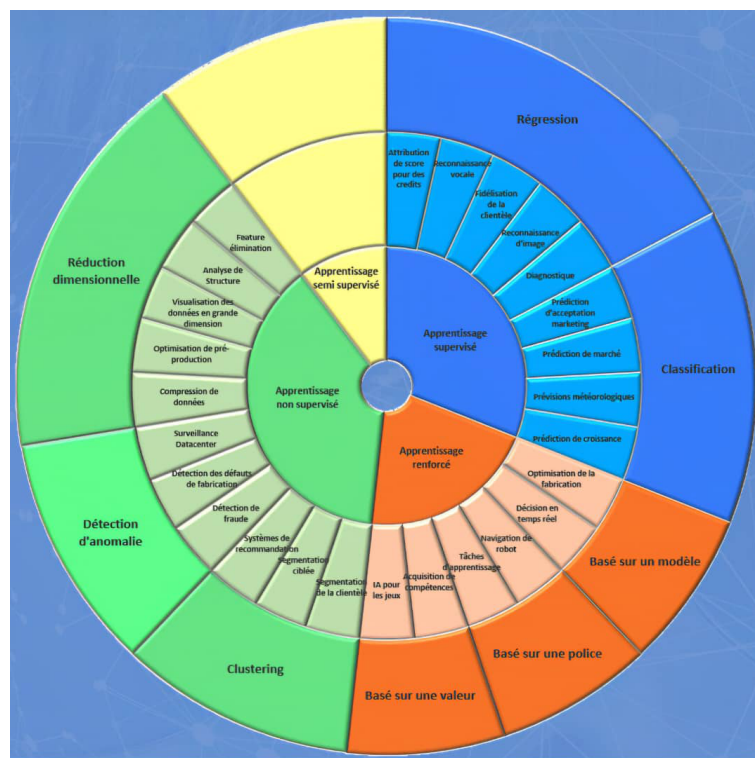 Régression
Attribution
de score
pour des
credits
Reconnaissance
vocale
Fidélisation
de la
clientèle
Reconnaissance
d'image
Diagnostique
Prédiction
d'acceptation
marketing
Prédiction de marché
Prévisions météorologiques
Prédiction de croissance
Classification
Apprentissage
supervisé
Apprentissage
semi supervisé
Apprentissage
non supervisé
Apprentissage
renforcé
Feature
élimination
Analyse de
Structure
Visualisation des
données en grande
dimension
Optimisation de pré-
production
Compression de
données
Surveillance
Datacenter
Détection des défauts
de fabrication
Détection de
fraude
Systèmes de
recommandation
Segmentation
ciblée
Segmentation
de la clientèle
Réduction
dimensionnelle
Détection
d'anomalie
Clustering
Optimisation de la
fabrication
Décision en
temps réel
Navigation de
robot
Tâches
d'apprentissage
Acquisition de
compétences
IA pour
les jeux
Basé sur un modèle
Basé sur une police
Basé sur une valeur